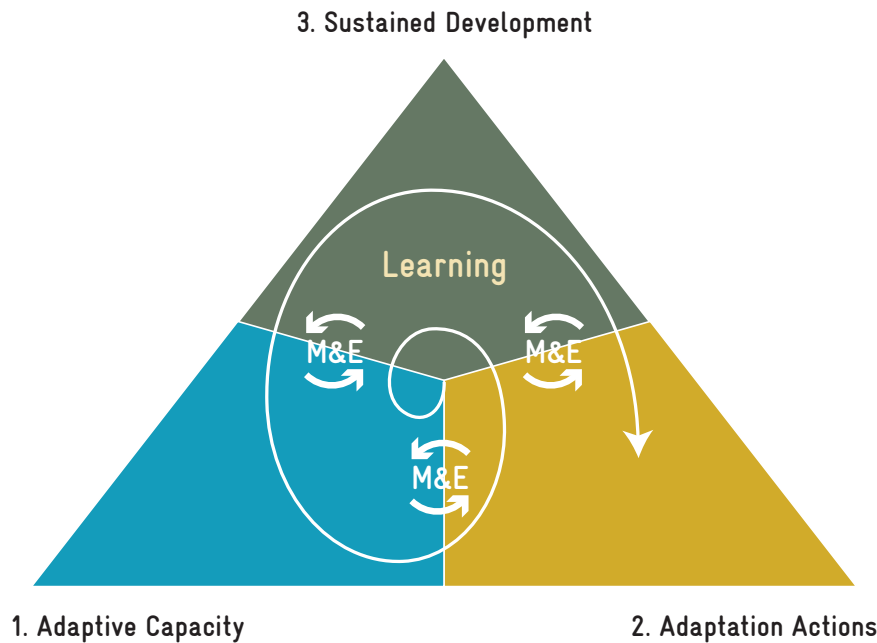 3. Sustained Development
Learning
M&E
M&E
M&E
1. Adaptive Capacity
2. Adaptation Actions